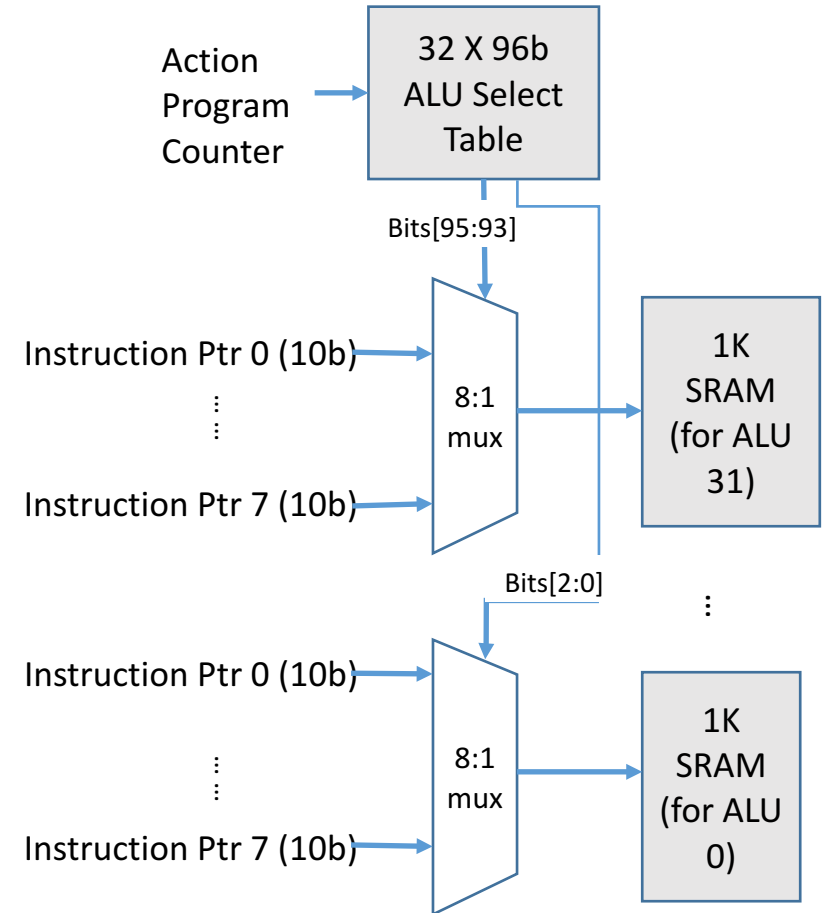 Action
Program
Counter
32 X 96b
ALU Select
Table
Bits[95:93]
Instruction Ptr 0 (10b)
⋮
Instruction Ptr 7 (10b)
8:1
mux
1K
SRAM
(for ALU
31)
Bits[2:0]
⋮
Instruction Ptr 0 (10b)
⋮
Instruction Ptr 7 (10b)
8:1
mux
1K
SRAM
(for ALU
0)